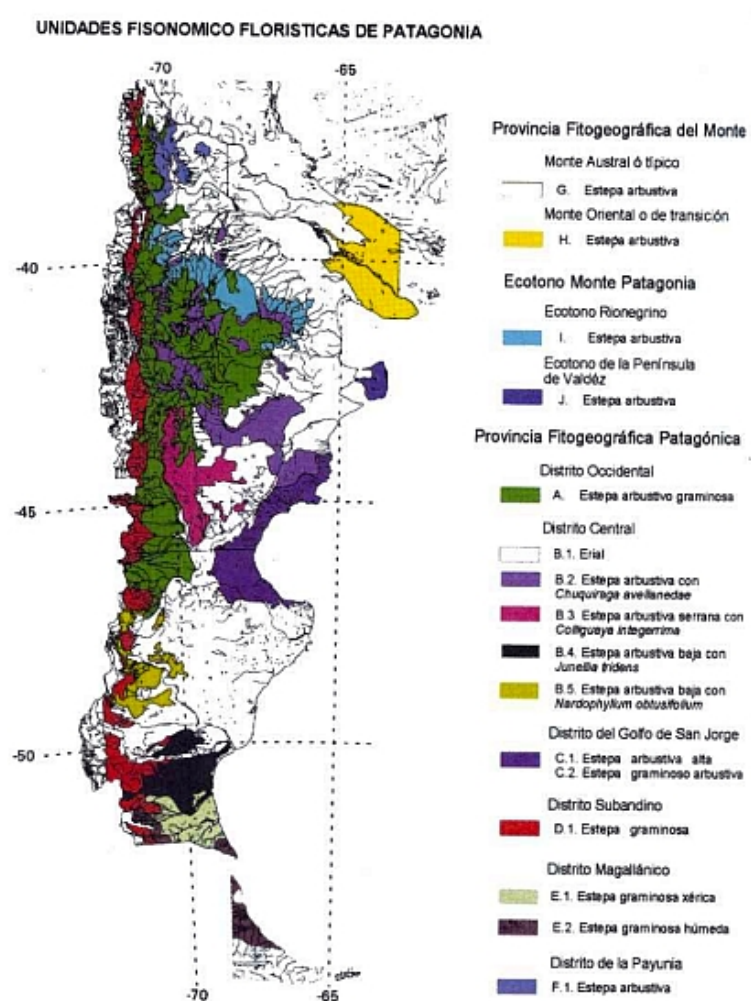 UNIDADES FISONOMICO FLORISTICAS DE PATAGONIA
-70
-65
-40
-45
-50
-70
-65
Provincia Fitogeográfica del Monte
Monte Austral ó típico
G. Estepa arbustiva
Monte Oriental o de transición
H. Estepa arbustiva
Ecotono Monte Patagonia
Ecotono Rionegrino
I. Estepa arbustiva
Ecotono de la Península
de Valdéz
J. Estepa arbustiva
Provincia Fitogeográfica Patagónica
Distrito Occidental
A. Estepa arbustivo graminosa
Distrito Central
B.1. Erial
B.2. Estepa arbustiva con
Chuquiraga avellanedae
B.3. Estepa arbustiva serrana con
Colliguaya integerrima
B.4. Estepa arbustiva baja con
Junellia tridens
B.5. Estepa arbustiva baja con
Nardophyllum obtusifolium
Distrito del Golfo de San Jorge
C.1. Estepa arbustiva alta
C.2. Estepa graminoso arbustiva
Distrito Subandino
D.1. Estepa graminosa
Distrito Magallánico
E.1. Estepa graminosa xérica
E.2. Estepa graminosa húmeda
Distrito de la Payunia
F.1. Estepa arbustiva